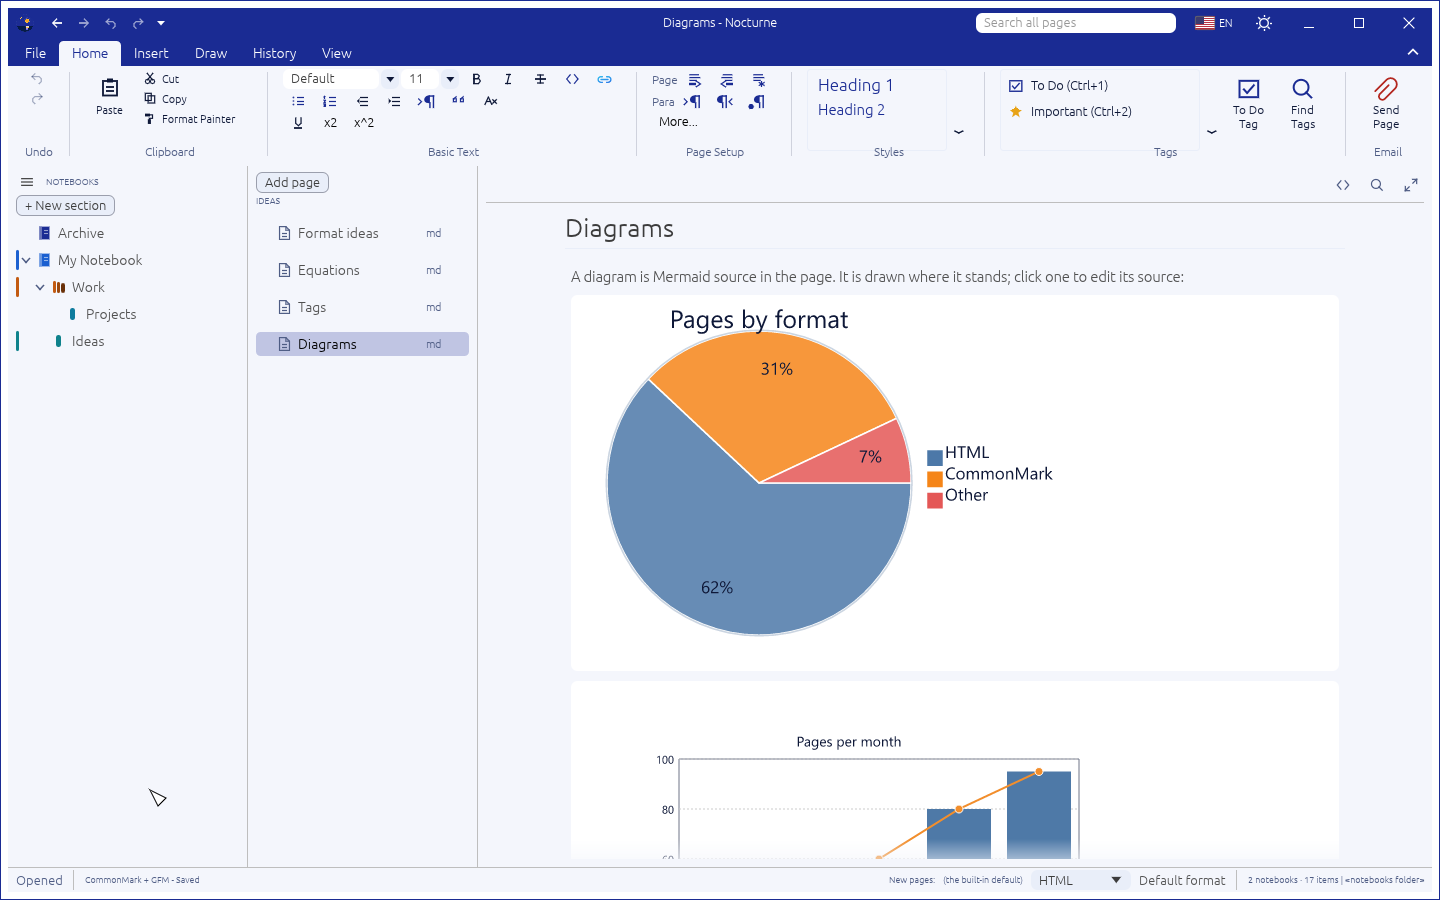 Diagrams - Nocturne
Search all pages
EN
File Home Insert Draw History View
Undo
Paste
Cut
Copy
Format Painter
Clipboard
Default 11
x2 x^2
Basic Text
Page
Para
More...
Page Setup
Heading 1
Heading 2
Styles
To Do (Ctrl+1)
Important (Ctrl+2)
To Do Tag
Find Tags
Tags
Send Page
Email
NOTEBOOKS
+ New section
Archive
My Notebook
Work
Projects
Ideas
Add page
IDEAS
Format ideas md
Equations md
Tags md
Diagrams md
Diagrams
A diagram is Mermaid source in the page. It is drawn where it stands; click one to edit its source:
Pages by format
31%
7%
62%
HTML
CommonMark
Other
Pages per month
100
80
60
Opened
CommonMark + GFM - Saved
New pages: (the built-in default) HTML Default format
2 notebooks · 17 items | «notebooks folder»